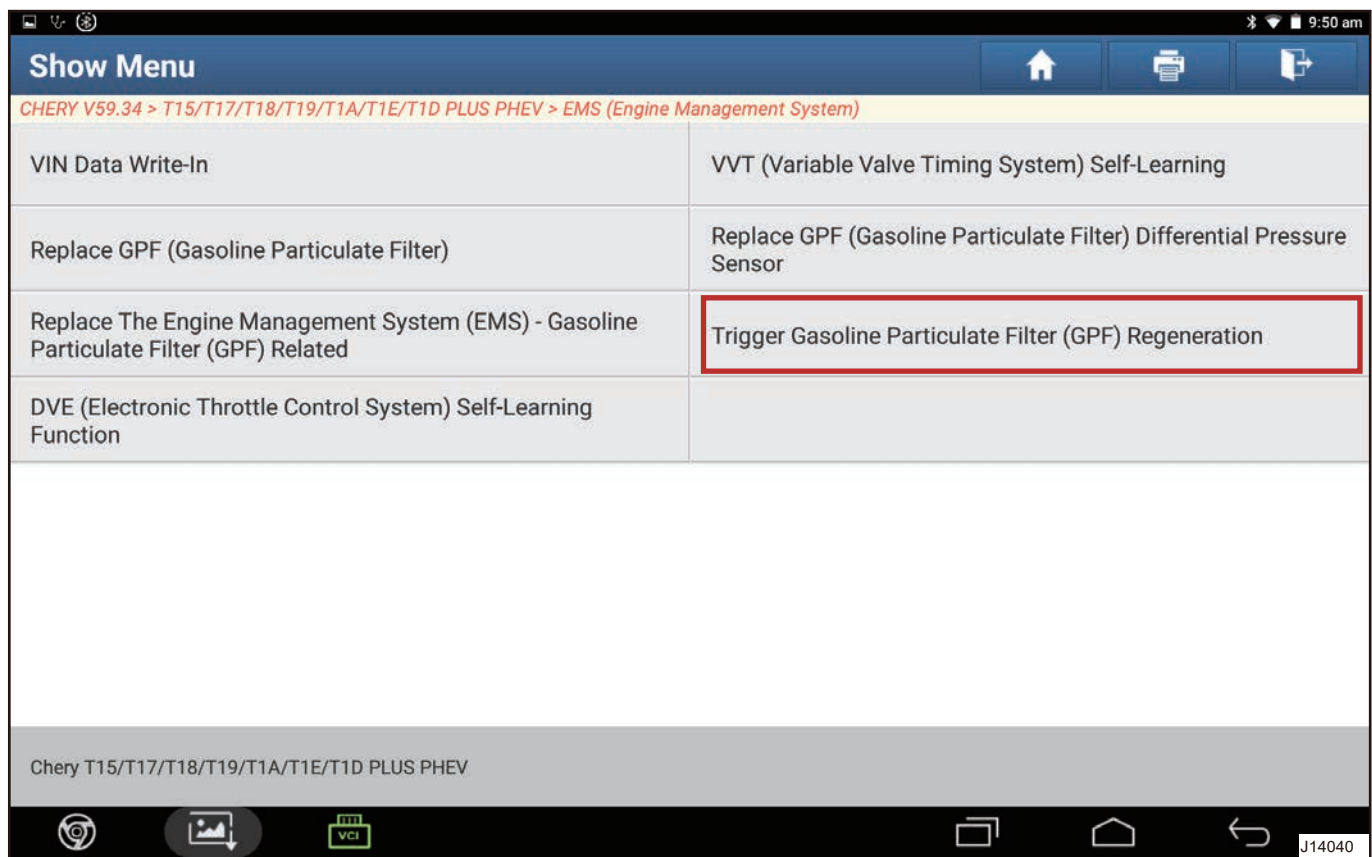 9:50 am
Show Menu
CHERY V59.34 > T15/T17/T18/T19/T1A/T1E/T1D PLUS PHEV > EMS (Engine Management System)
VIN Data Write-In
VVT (Variable Valve Timing System) Self-Learning
Replace GPF (Gasoline Particulate Filter)
Replace GPF (Gasoline Particulate Filter) Differential Pressure
Sensor
Replace The Engine Management System (EMS) - Gasoline
Particulate Filter (GPF) Related
Trigger Gasoline Particulate Filter (GPF) Regeneration
DVE (Electronic Throttle Control System) Self-Learning
Function
Chery T15/T17/T18/T19/T1A/T1E/T1D PLUS PHEV
VCI
J14040